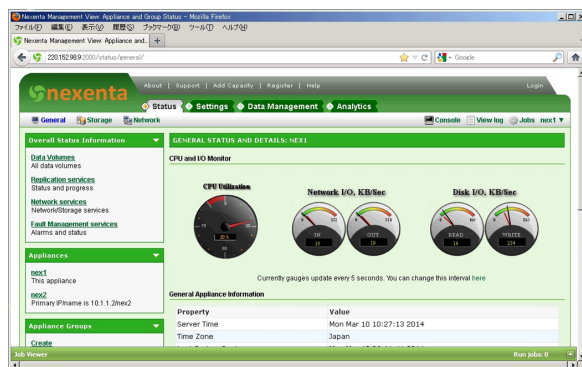 Nexenta Management View: Appliance and Group Status - Mozilla Firefox
ファイル(F) 編集(E) 表示(V) 履歴(S) ブックマーク(B) ツール(T) ヘルプ(H)
Nexenta Management View: Appliance and...
220.152.98.9:2000/status/general/
Google
nexenta
About | Support | Add Capacity | Register | Help
Login
Status Settings Data Management Analytics
General Storage Network
Console View log Jobs nex1 ▼
Overall Status Information
Data Volumes
All data volumes
Replication services
Status and progress
Network services
Network/Storage services
Fault Management services
Alarms and status
Appliances
nex1
This appliance
nex2
Primary IP/name is 10.1.1.2/nex2
Appliance Groups
Create
GENERAL STATUS AND DETAILS: NEX1
CPU and I/O Monitor
CPU Utilization
Network I/O, KB/Sec
IN
OUT
Disk I/O, KB/Sec
READ
WRITE
Currently gauges update every 5 seconds. You can change this interval here
General Appliance Information
Property Value
Server Time Mon Mar 10 10:27:13 2014
Time Zone Japan
Job Viewer
Run jobs: 0